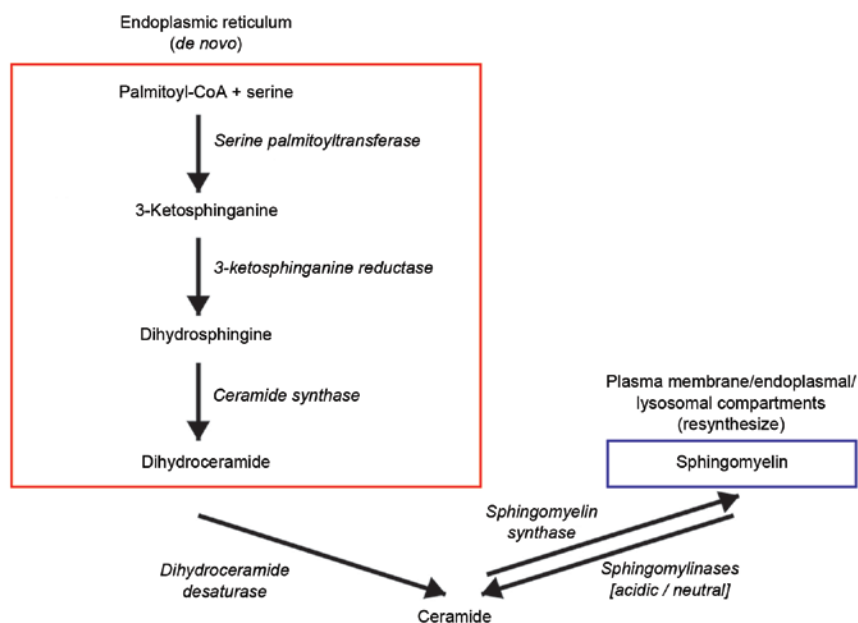 Endoplasmic reticulum
(de novo)
Palmitoyl-CoA + serine
Serine palmitoyltransferase
3-Ketosphinganine
3-ketosphinganine reductase
Dihydrosphingine
Ceramide synthase
Dihydroceramide
Plasma membrane/endoplasmal/
lysosomal compartments
(resynthesize)
Sphingomyelin
Dihydroceramide
desaturase
Sphingomyelin
synthase
Sphingomylinases
[acidic / neutral]
Ceramide